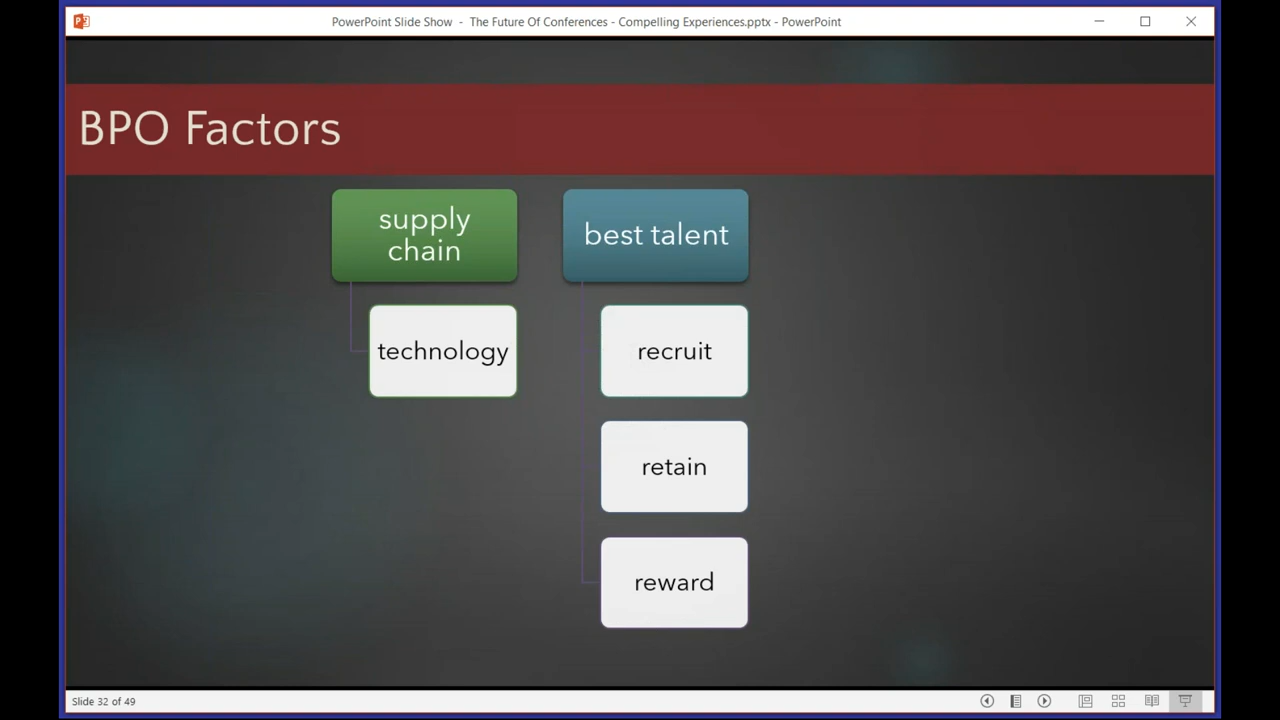 PowerPoint Slide Show - The Future Of Conferences - Compelling Experiences.pptx - PowerPoint
BPO Factors
supply
chain
technology
best talent
recruit
retain
reward
Slide 32 of 49